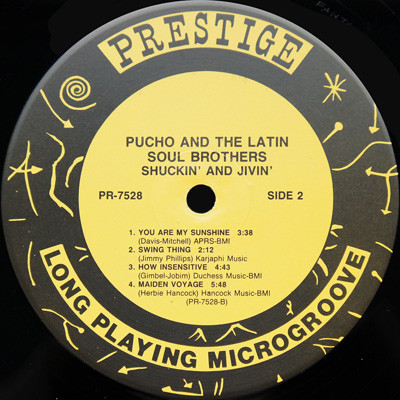 PRESTIGE
PUCHO AND THE LATIN
SOUL BROTHERS
SHUCKIN' AND JIVIN'
PR-7528
SIDE 2
1. YOU ARE MY SUNSHINE 3:38
(Davis-Mitchell) APRS-BMI
2. SWING THING 2:12
(Jimmy Phillips) Karjaphi Music
3. HOW INSENSITIVE 4:43
(Gimbel-Jobim) Duchess Music-BMI
4. MAIDEN VOYAGE 5:48
(Herbie Hancock) Hancock Music-BMI
(PR-7528-B)
LONG PLAYING MICROGROOVE